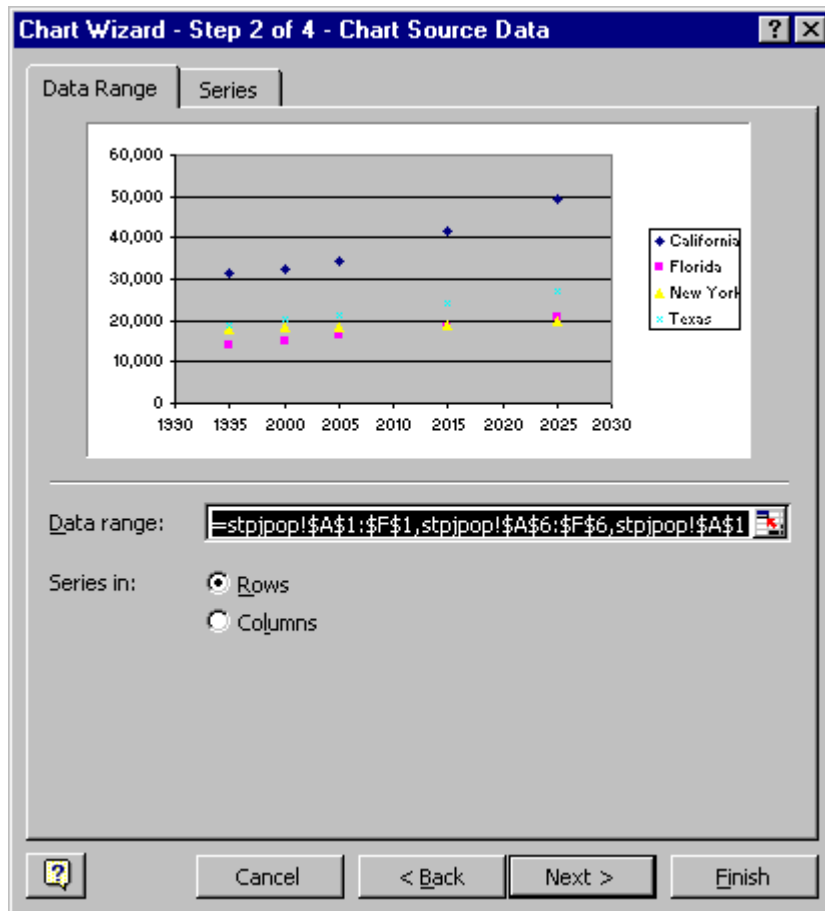 Chart Wizard - Step 2 of 4 - Chart Source Data
Data Range Series
60,000
50,000
40,000
30,000
20,000
10,000
0
1990 1995 2000 2005 2010 2015 2020 2025 2030
California
Florida
New York
Texas
Data range: =stpjpop!$A$1:$F$1,stpjpop!$A$6:$F$6,stpjpop!$A$1
Series in: Rows
Columns
Cancel < Back Next > Finish